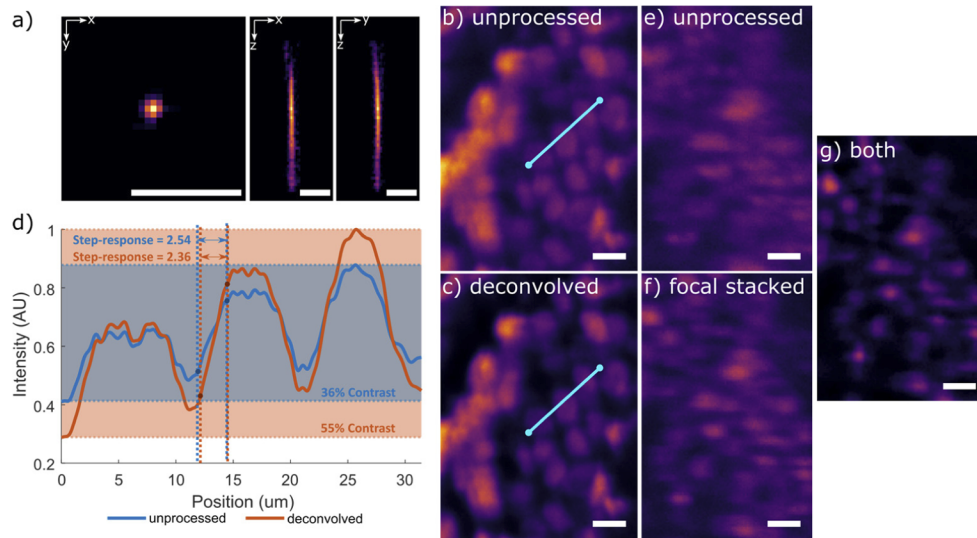 a)
x
y
x
z
y
z
b) unprocessed
e) unprocessed
g) both
d)
Step-response = 2.54
Step-response = 2.36
1
0.8
0.6
0.4
0.2
Intensity (AU)
36% Contrast
55% Contrast
0
5
10
15
20
25
30
Position (um)
unprocessed
deconvolved
c) deconvolved
f) focal stacked